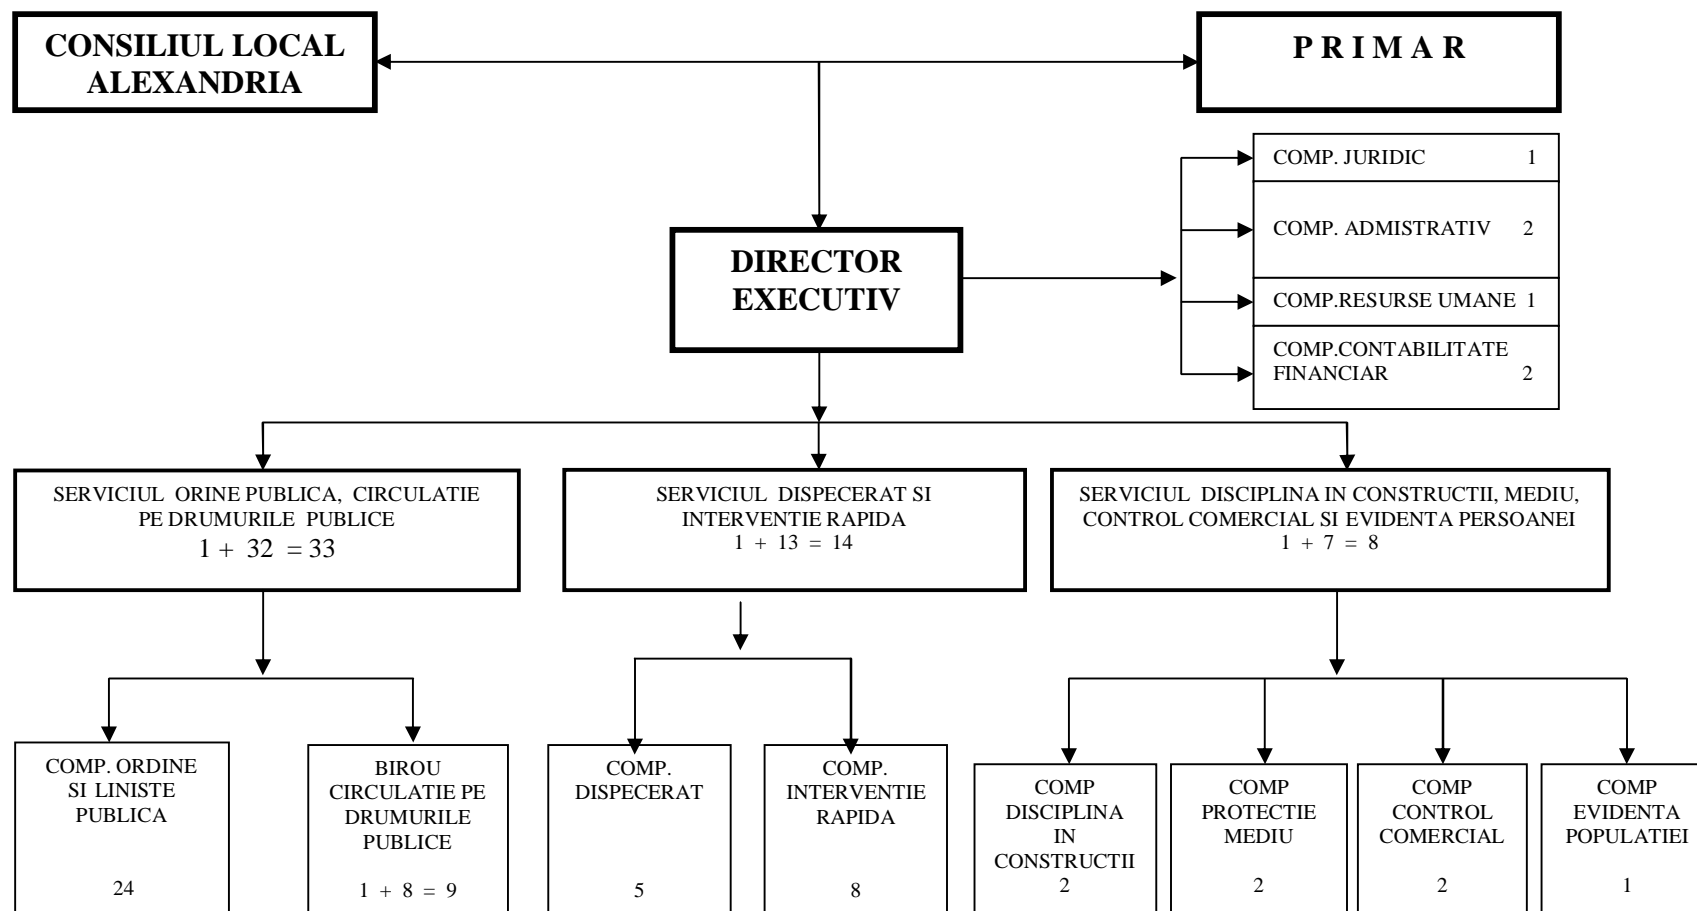 CONSILIUL LOCAL
ALEXANDRIA
P R I M A R
COMP. JURIDIC 1
COMP. ADMISTRATIV 2
COMP.RESURSE UMANE 1
COMP.CONTABILITATE
FINANCIAR 2
DIRECTOR
EXECUTIV
SERVICIUL ORINE PUBLICA, CIRCULATIE
PE DRUMURILE PUBLICE
1 + 32 = 33
SERVICIUL DISPECERAT SI
INTERVENTIE RAPIDA
1 + 13 = 14
SERVICIUL DISCIPLINA IN CONSTRUCTII, MEDIU,
CONTROL COMERCIAL SI EVIDENTA PERSOANEI
1 + 7 = 8
COMP. ORDINE
SI LINISTE
PUBLICA
24
BIROU
CIRCULATIE PE
DRUMURILE
PUBLICE
1 + 8 = 9
COMP.
DISPECERAT
5
COMP.
INTERVENTIE
RAPIDA
8
COMP
DISCIPLINA
IN
CONSTRUCTII
2
COMP
PROTECTIE
MEDIU
2
COMP
CONTROL
COMERCIAL
2
COMP
EVIDENTA
POPULATIEI
1